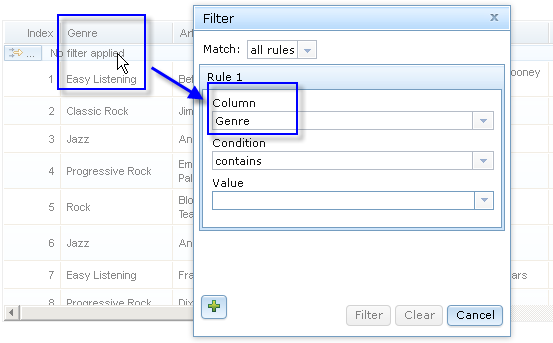 Index Genre Art
... No filter applied
1 Easy Listening Bet ooney
2 Classic Rock Jim
3 Jazz An
4 Progressive Rock Em
Pal
5 Rock Blo
Tea
6 Jazz An
7 Easy Listening Fra ars
8 Progressive Rock Dix
Filter x
Match: all rules
Rule 1
Column
Genre
Condition
contains
Value
Filter Clear Cancel